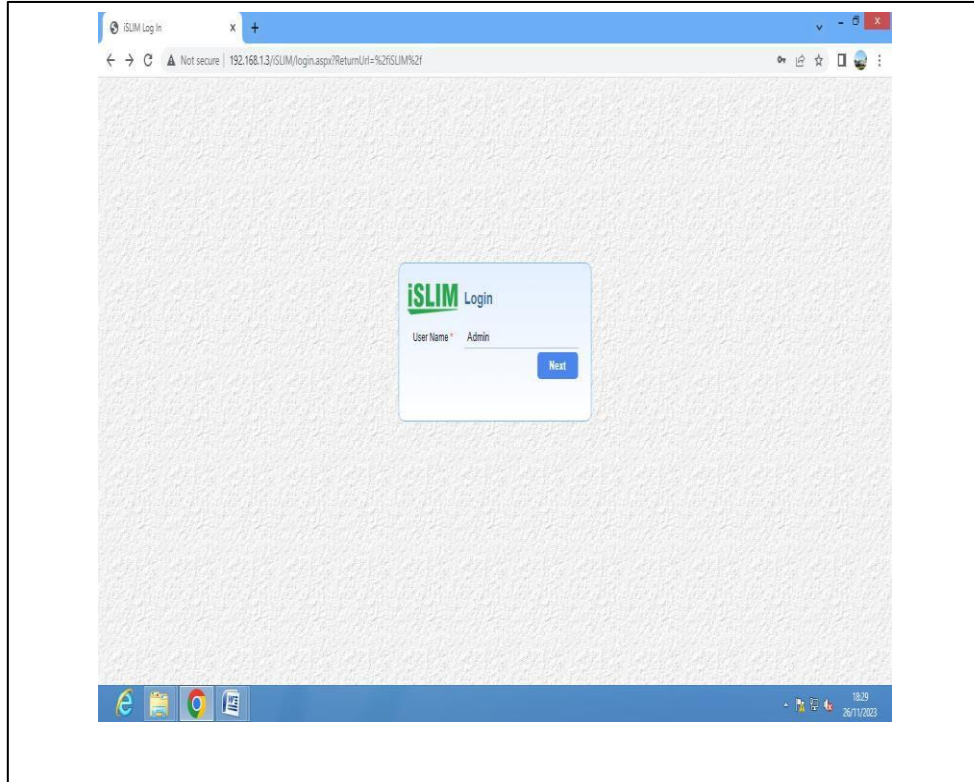 iSLIM Log In
Not secure | 192.168.1.3/iSLIM/login.aspx?ReturnUrl=%2fiSLIM%2f
iSLIM Login
User Name * Admin
Next
18:29
26/11/2023